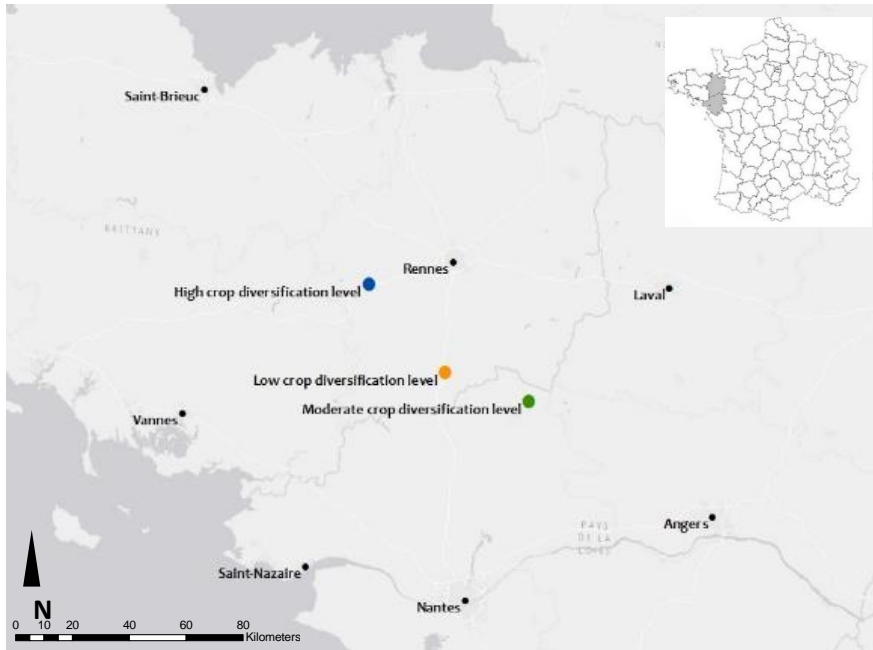 Saint-Brieuc
BRITTANY
Rennes
High crop diversification level
Laval
Low crop diversification level
Moderate crop diversification level
Vannes
PAYS
DE LA
LOIRE
Angers
Saint-Nazaire
Nantes
N
0 10 20 40 60 80
Kilometers